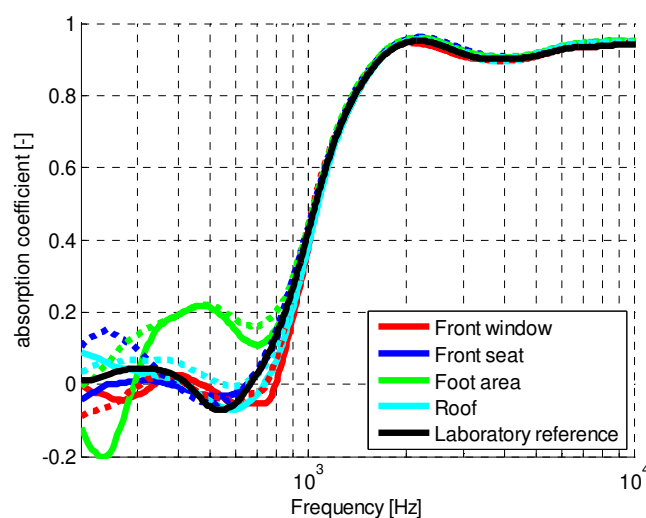 absorption coefficient [-]
1
0.8
0.6
0.4
0.2
0
-0.2
Front window
Front seat
Foot area
Roof
Laboratory reference
10^3
10^4
Frequency [Hz]